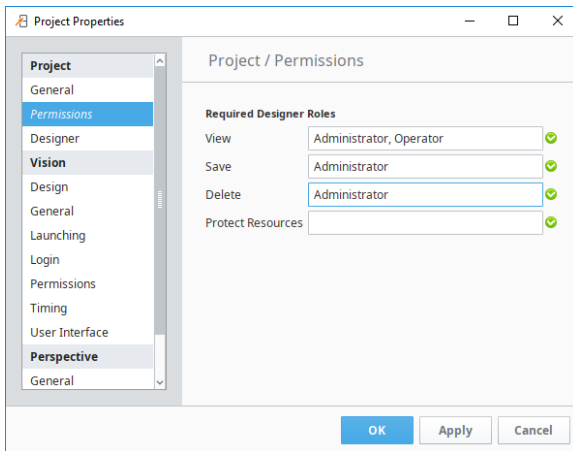 Project Properties
Project
General
Permissions
Designer
Vision
Design
General
Launching
Login
Permissions
Timing
User Interface
Perspective
General
Project / Permissions
Required Designer Roles
View Administrator, Operator
Save Administrator
Delete Administrator
Protect Resources
OK Apply Cancel